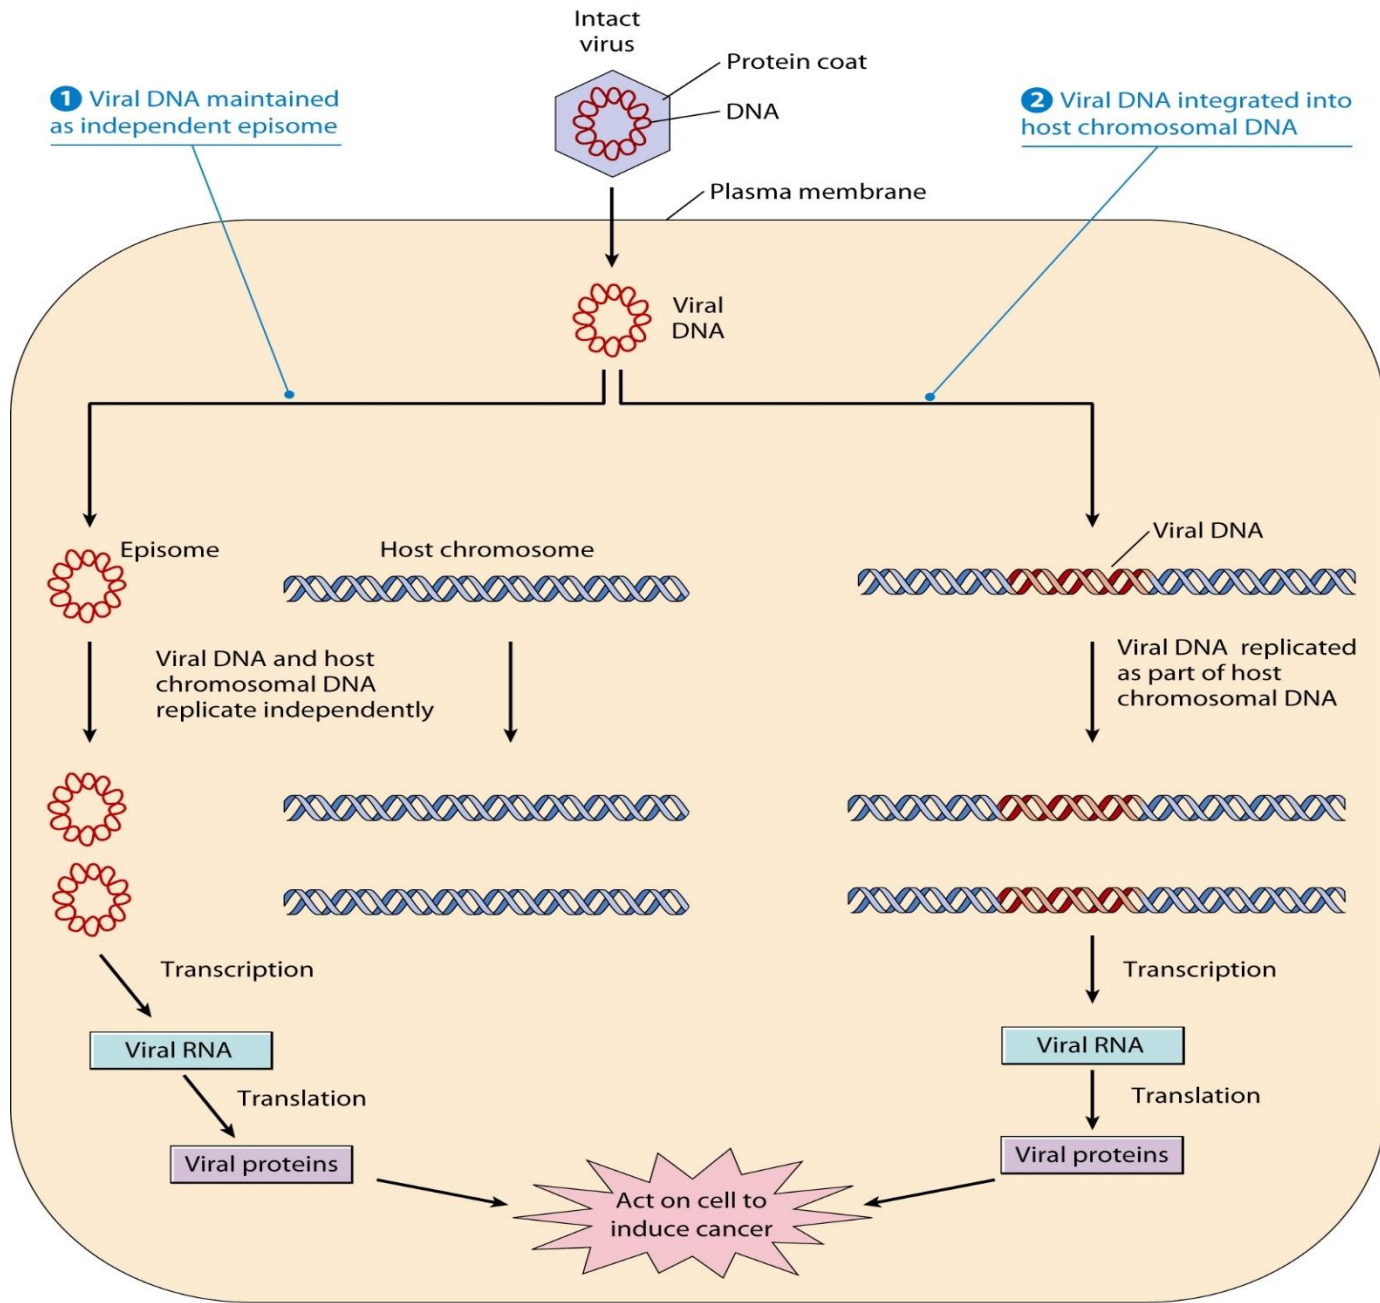 Intact
virus
Protein coat
DNA
1 Viral DNA maintained
as independent episome
2 Viral DNA integrated into
host chromosomal DNA
Plasma membrane
Viral
DNA
Episome
Host chromosome
Viral DNA
Viral DNA and host
chromosomal DNA
replicate independently
Viral DNA replicated
as part of host
chromosomal DNA
Transcription
Transcription
Viral RNA
Viral RNA
Translation
Translation
Viral proteins
Viral proteins
Act on cell to
induce cancer